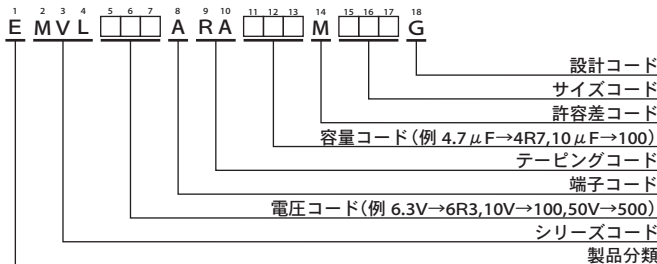 1 2 3 4 5 6 7 8 9 10 11 12 13 14 15 16 17 18
E M V L □□□ A R A □□□ M □□□ G
設計コード
サイズコード
許容差コード
容量コード(例 4.7μF→4R7,10μF→100)
テーピングコード
端子コード
電圧コード(例 6.3V→6R3,10V→100,50V→500)
シリーズコード
製品分類